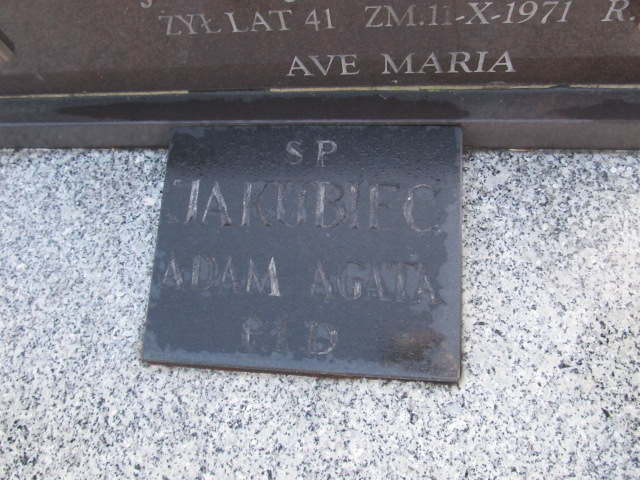 ŻYŁ LAT 41 ZM. 11-X-1971 R.
AVE MARIA
SP
JAKUBIEC
ADAM AGATA